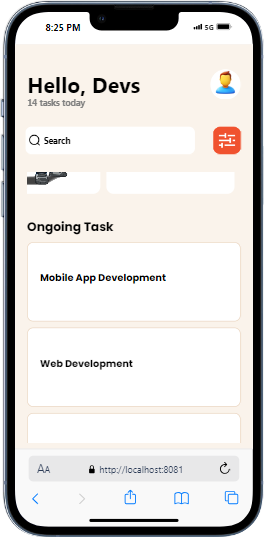 8:25 PM
5G
Hello, Devs
14 tasks today
Search
Ongoing Task
Mobile App Development
Web Development
AA
http://localhost:8081